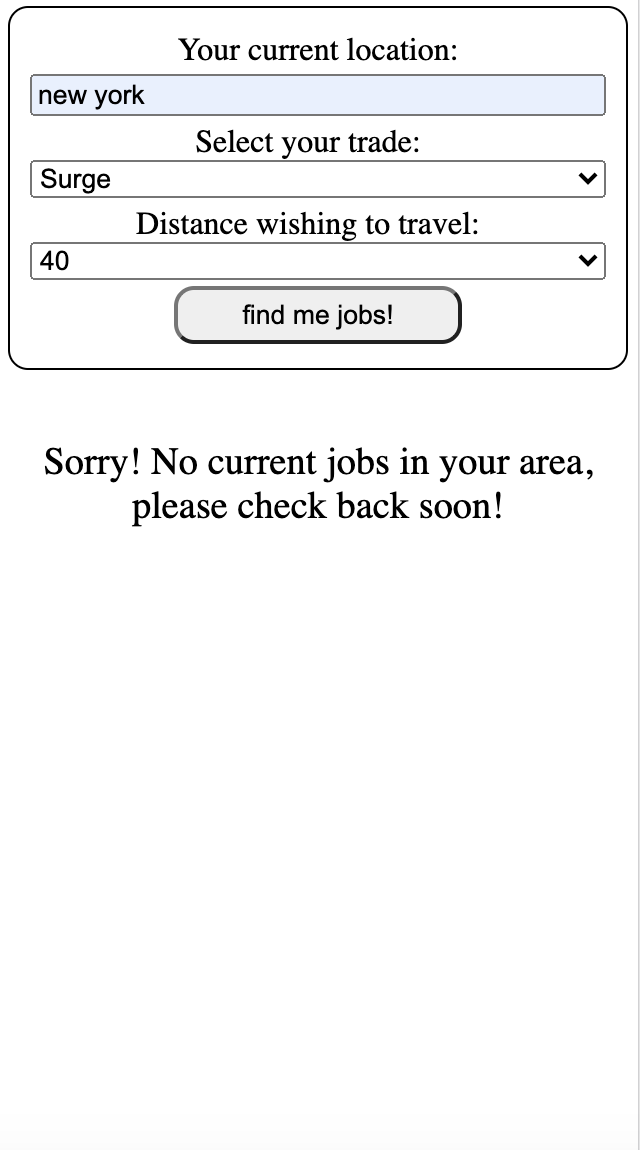 Your current location:
new york
Select your trade:
Surge
Distance wishing to travel:
40
find me jobs!
Sorry! No current jobs in your area,
please check back soon!